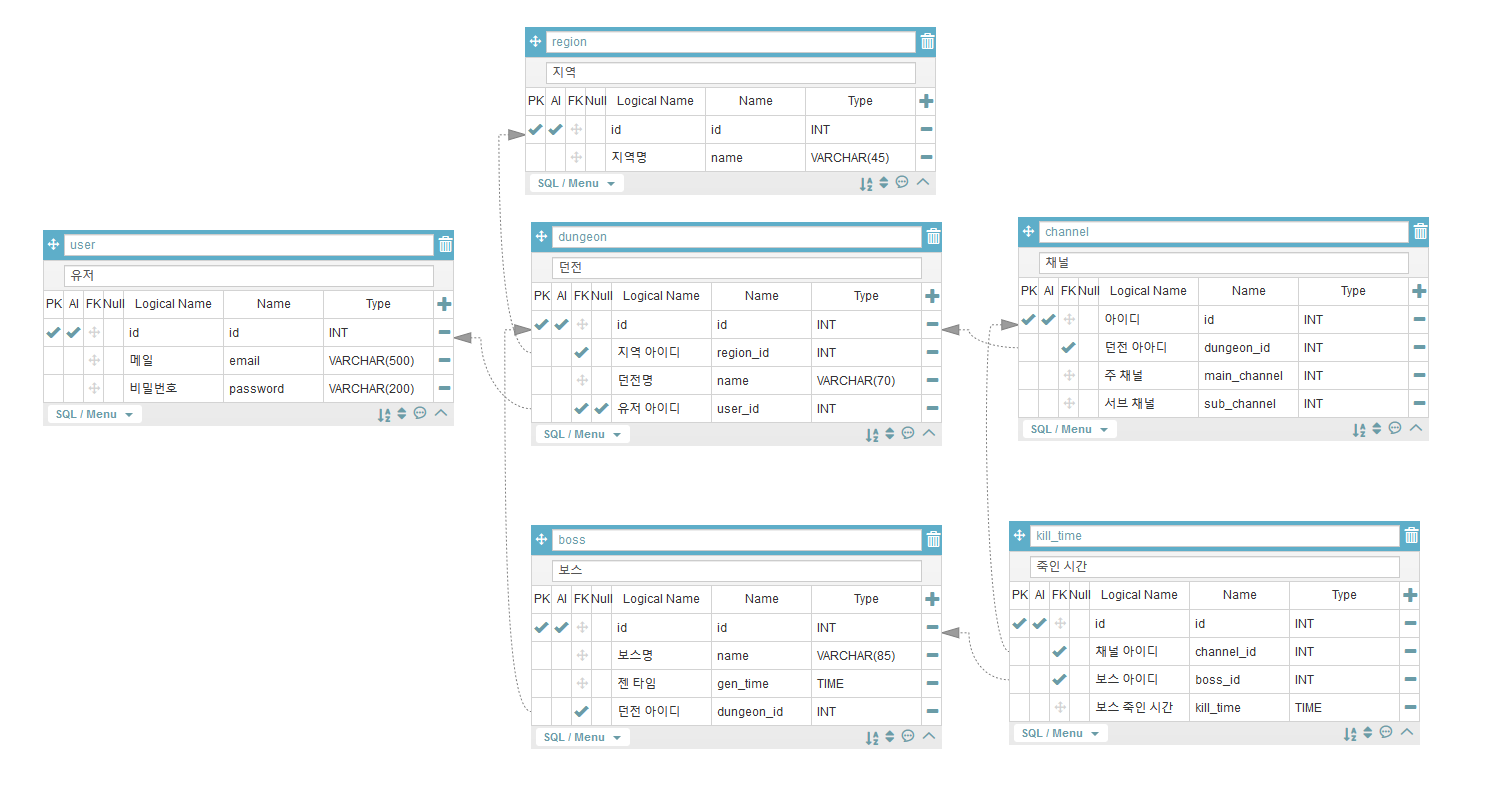 region
지역
PK AI FK Null Logical Name Name Type
id id INT
지역명 name VARCHAR(45)
SQL / Menu
user
유저
PK AI FK Null Logical Name Name Type
id id INT
메일 email VARCHAR(500)
비밀번호 password VARCHAR(200)
SQL / Menu
dungeon
던전
PK AI FK Null Logical Name Name Type
id id INT
지역 아이디 region_id INT
던전명 name VARCHAR(70)
유저 아이디 user_id INT
SQL / Menu
channel
채널
PK AI FK Null Logical Name Name Type
아이디 id INT
던전 아아디 dungeon_id INT
주 채널 main_channel INT
서브 채널 sub_channel INT
SQL / Menu
boss
보스
PK AI FK Null Logical Name Name Type
id id INT
보스명 name VARCHAR(85)
젠 타임 gen_time TIME
던전 아이디 dungeon_id INT
SQL / Menu
kill_time
죽인 시간
PK AI FK Null Logical Name Name Type
id id INT
채널 아이디 channel_id INT
보스 아이디 boss_id INT
보스 죽인 시간 kill_time TIME
SQL / Menu